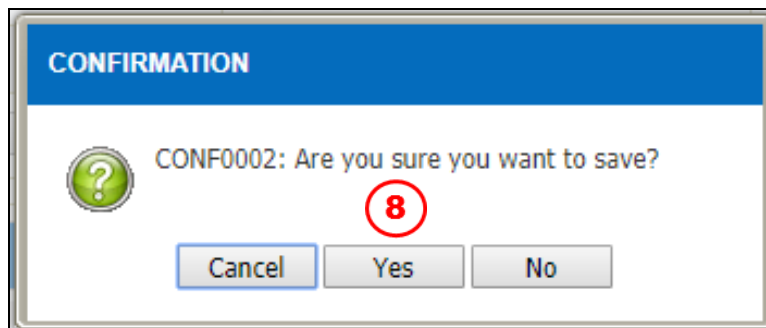 CONFIRMATION
CONF0002: Are you sure you want to save?
8
Cancel Yes No